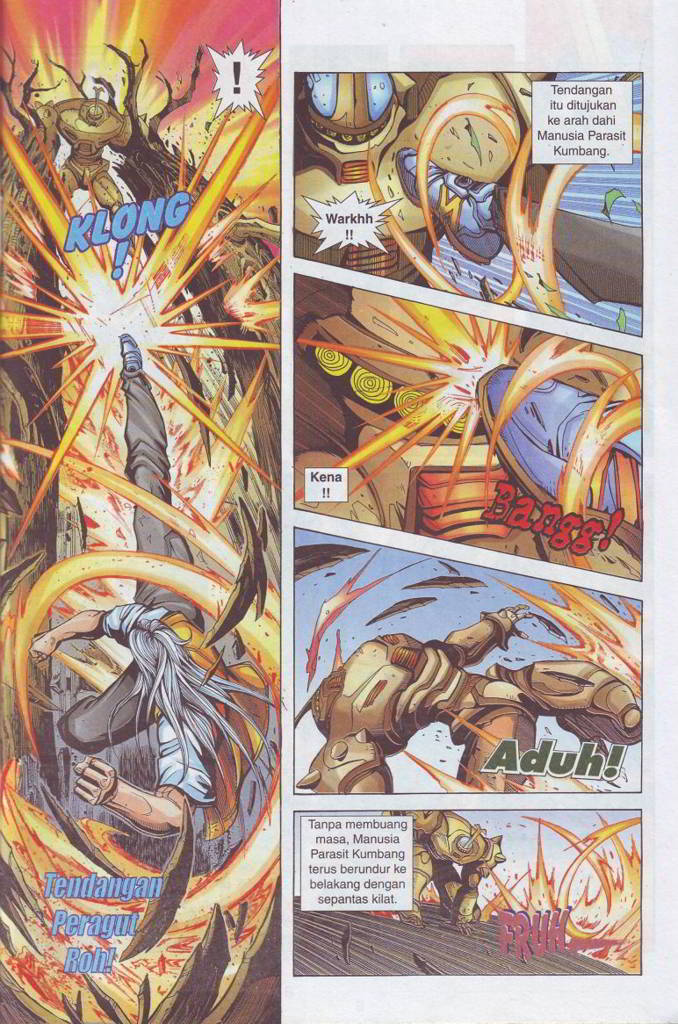 !
KLONG
!
Tendangan
Peragut
Roh!
Tendangan
itu ditujukan
ke arah dahi
Manusia Parasit
Kumbang.
Warkhh
!!
Kena
!!
Bangg!
Aduh!
Tanpa membuang
masa, Manusia
Parasit Kumbang
terus berundur ke
belakang dengan
sepantas kilat.
FRUH...